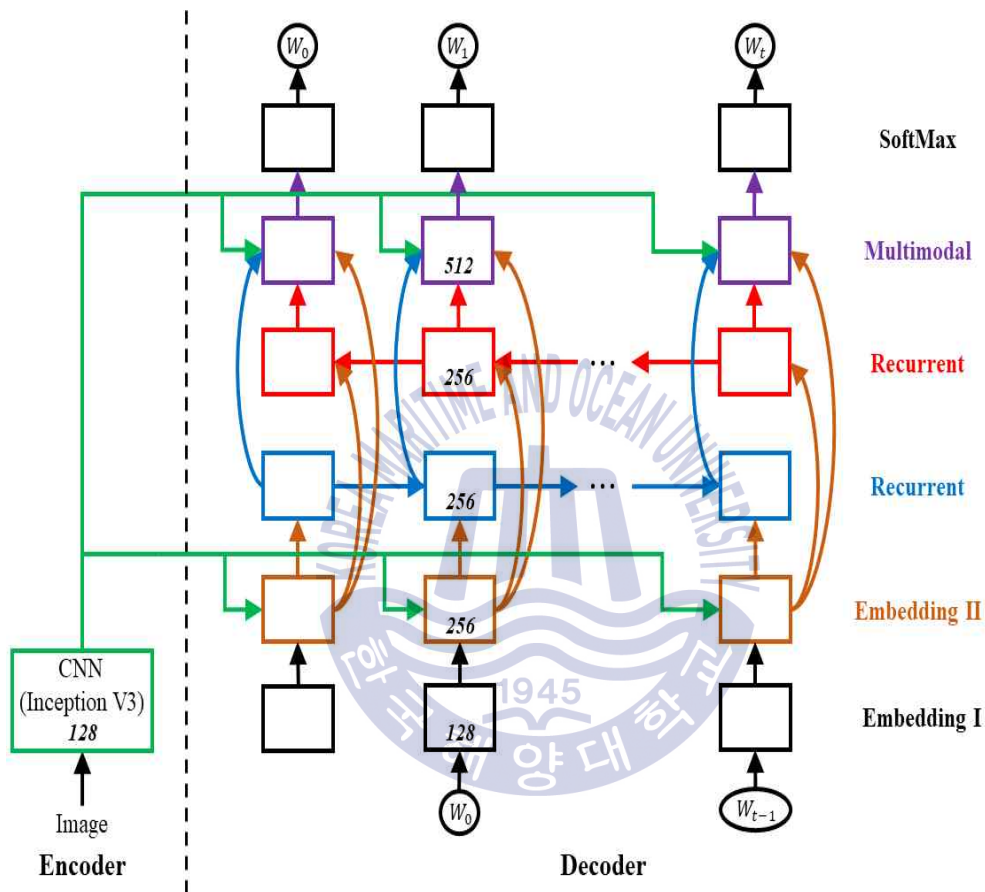 W₀ W₁ Wₜ
SoftMax
Multimodal
512
Recurrent
256
...
Recurrent
256
...
Embedding II
256
CNN
(Inception V3)
128
Embedding I
128
Image
W₀
Wₜ₋₁
Encoder
Decoder
KOREA MARITIME AND OCEAN UNIVERSITY
1945
한국해양대학교